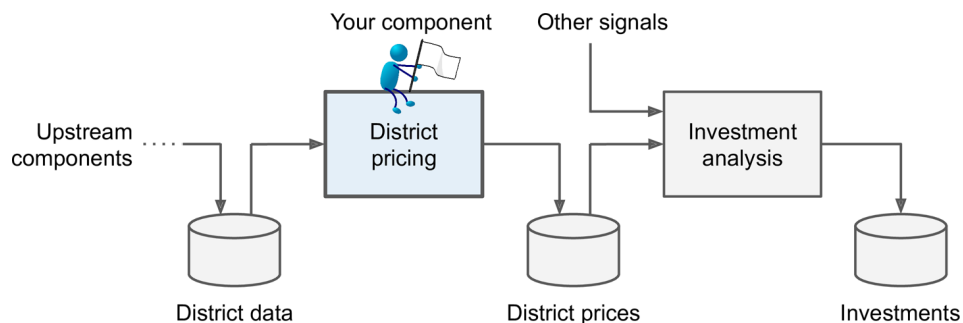 Your component
Other signals
Upstream
components
District
pricing
Investment
analysis
District data
District prices
Investments